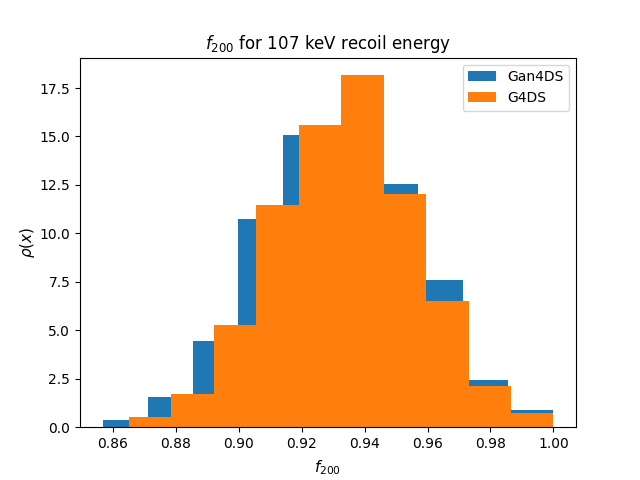 f₂₀₀ for 107 keV recoil energy
Gan4DS
G4DS
ρ(x)
17.5
15.0
12.5
10.0
7.5
5.0
2.5
0.0
0.86 0.88 0.90 0.92 0.94 0.96 0.98 1.00
f₂₀₀